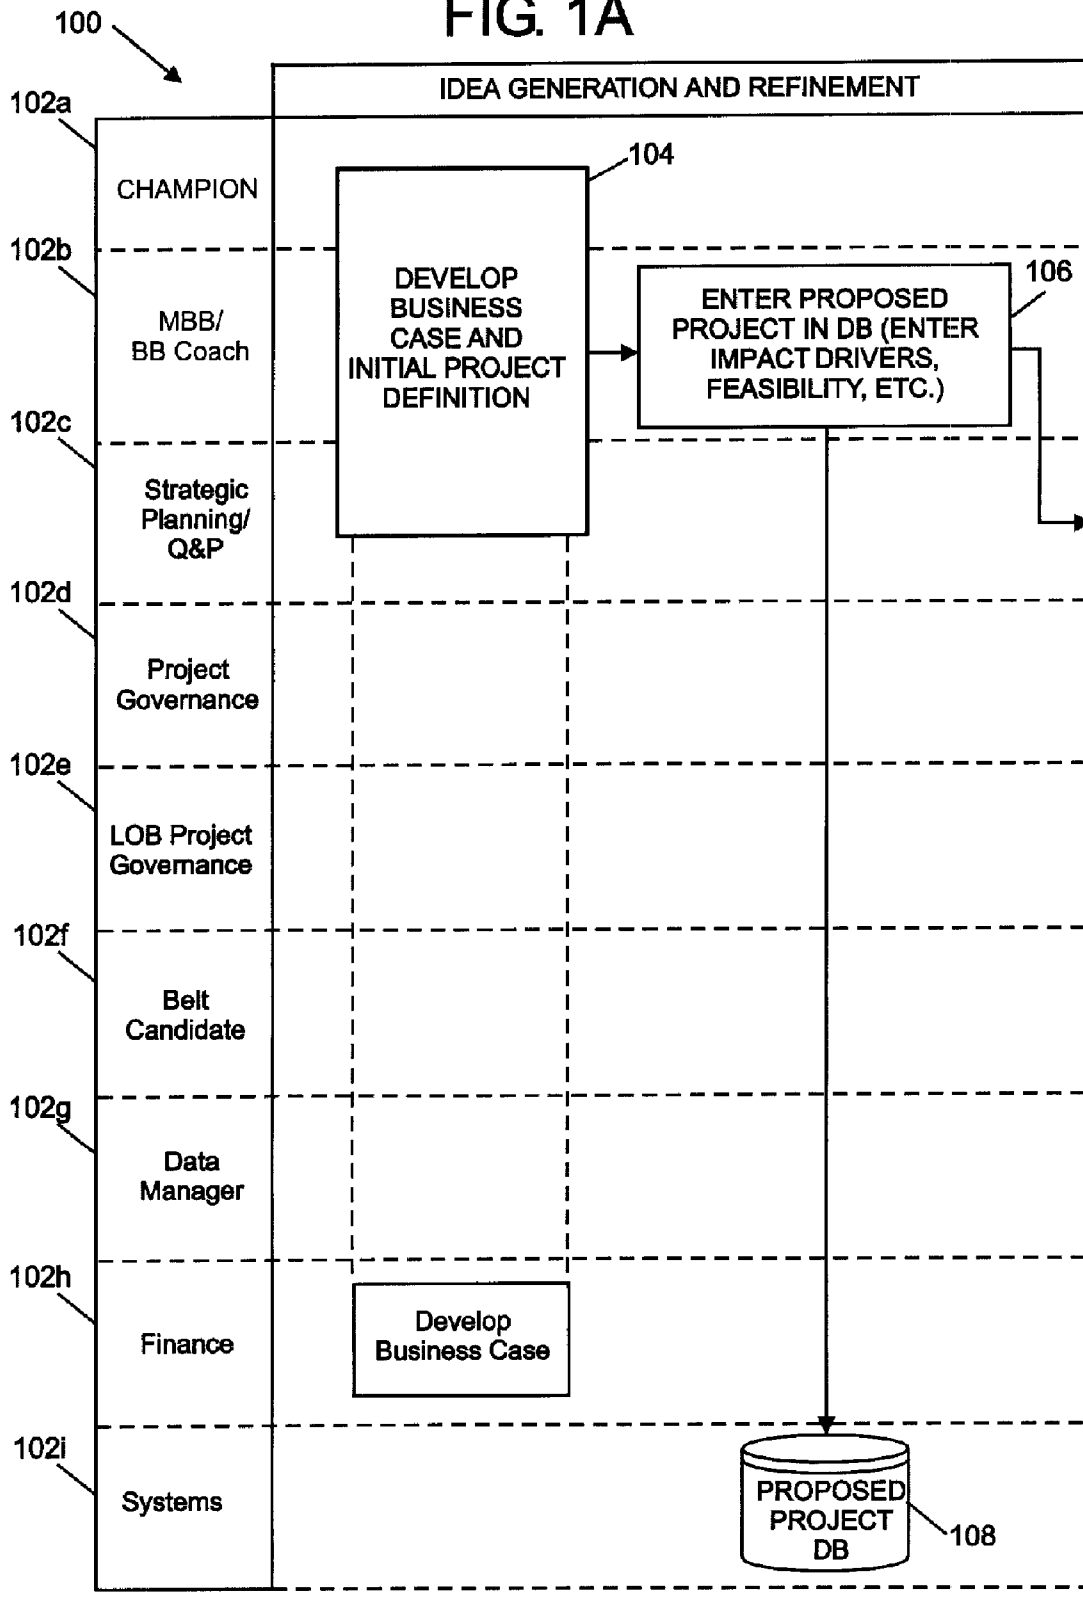 FIG. 1A
100
IDEA GENERATION AND REFINEMENT
102a
CHAMPION
104
102b
MBB/
BB Coach
DEVELOP
BUSINESS
CASE AND
INITIAL PROJECT
DEFINITION
ENTER PROPOSED
PROJECT IN DB (ENTER
IMPACT DRIVERS,
FEASIBILITY, ETC.)
106
102c
Strategic
Planning/
Q&P
102d
Project
Governance
102e
LOB Project
Governance
102f
Belt
Candidate
102g
Data
Manager
102h
Finance
Develop
Business Case
102i
Systems
PROPOSED
PROJECT
DB
108